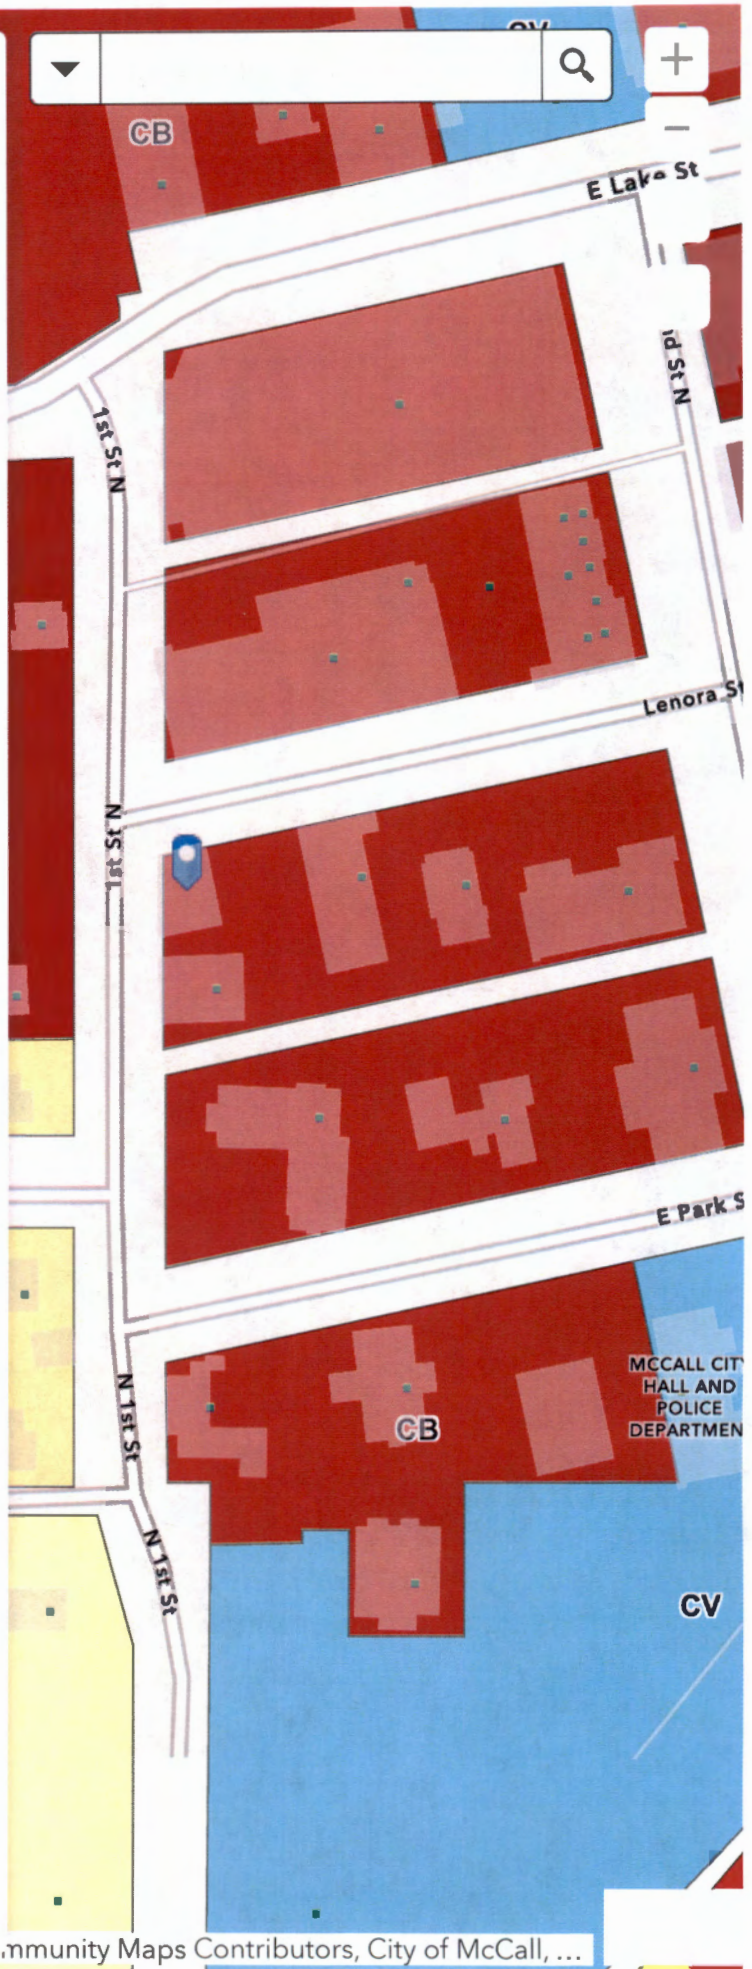 CV
CB
+
−
E Lake St
1st St N
N St
Lenora St
1st St N
E Park S
MCCALL CITY
HALL AND
POLICE
DEPARTMEN
N 1st St
CB
N 1st St
CV
mmunity Maps Contributors, City of McCall, ...